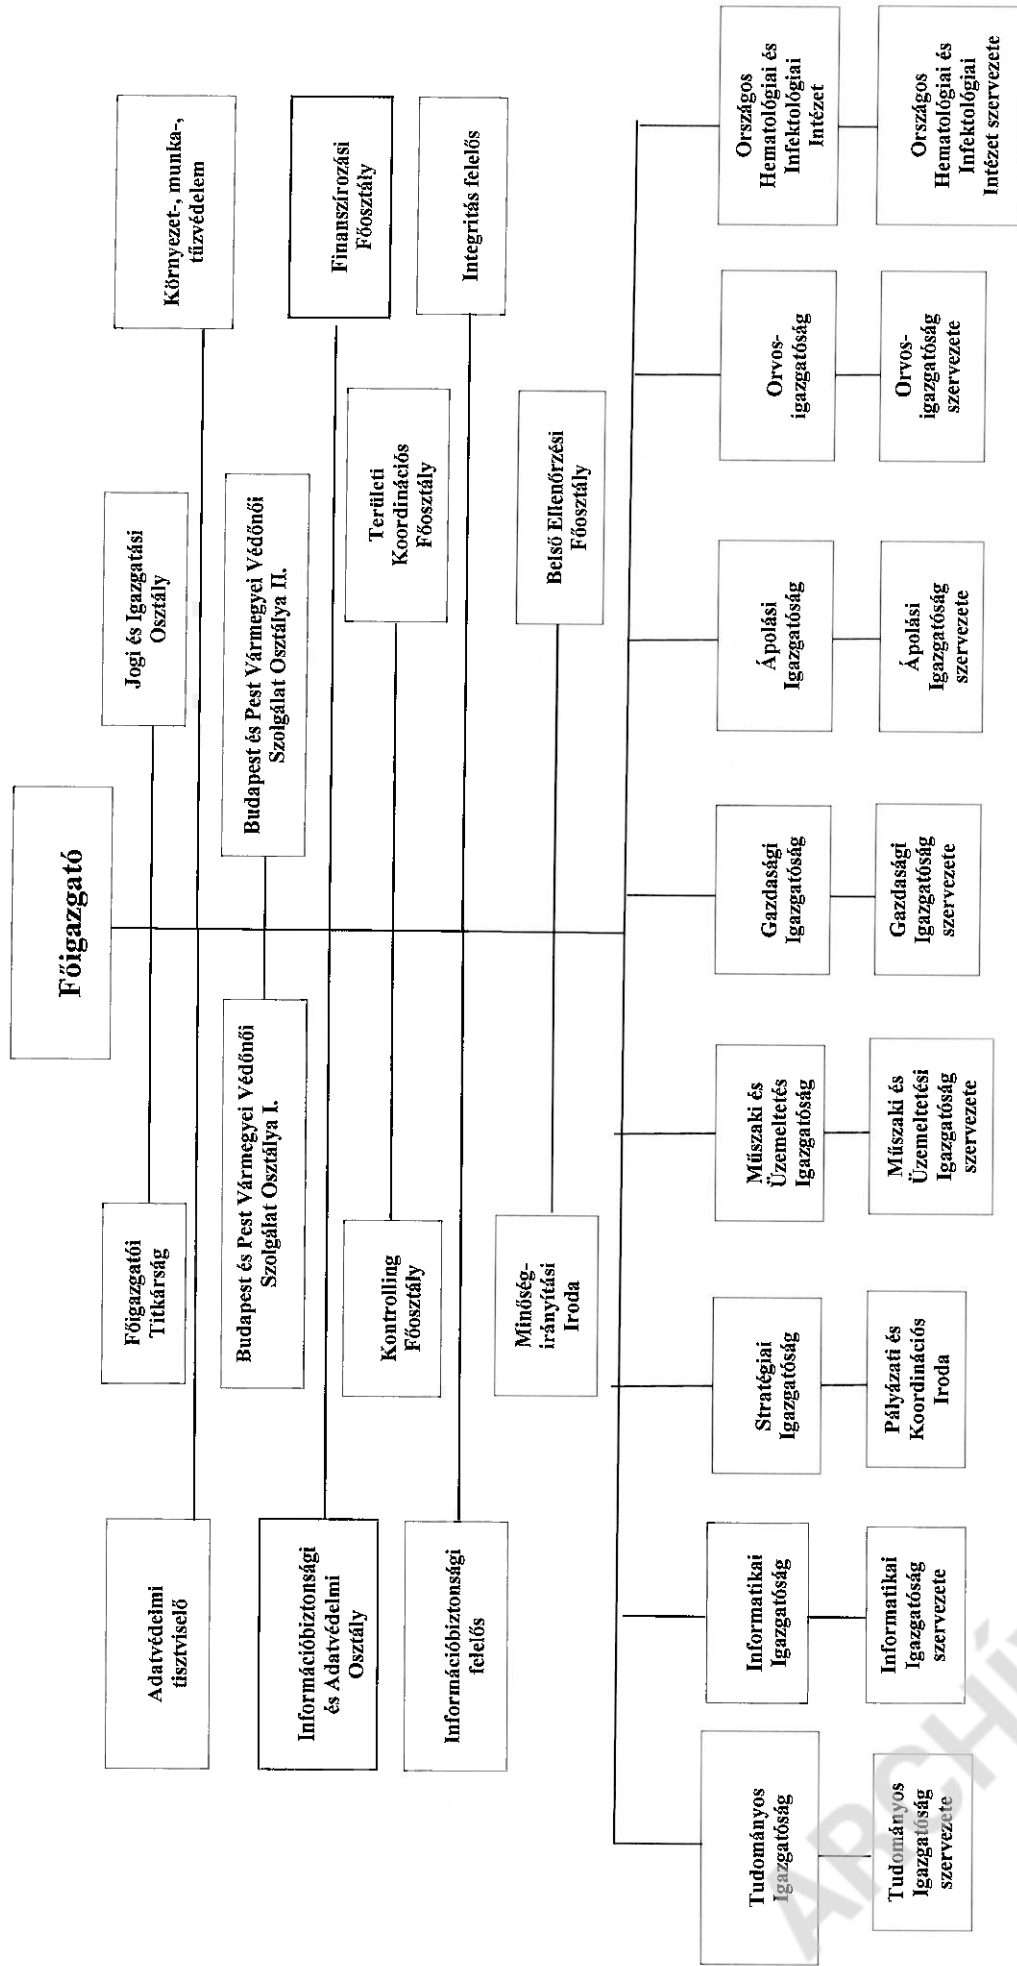 Főigazgató
Főigazgatói
Titkárság
Jogi és Igazgatási
Osztály
Adatvédelmi
tisztviselő
Környezet-, munka-,
tűzvédelem
Budapest és Pest Vármegyei Védőnői
Szolgálat Osztálya I.
Budapest és Pest Vármegyei Védőnői
Szolgálat Osztálya II.
Információbiztonsági
és Adatvédelmi
Osztály
Finanszírozási
Főosztály
Kontrolling
Főosztály
Területi
Koordinációs
Főosztály
Információbiztonsági
felelős
Integritás felelős
Minőség-
irányítási
Iroda
Belső Ellenőrzési
Főosztály
Tudományos
Igazgatóság
Informatikai
Igazgatóság
Stratégiai
Igazgatóság
Műszaki és
Üzemeltetés
Igazgatóság
Gazdasági
Igazgatóság
Ápolási
Igazgatóság
Orvos-
igazgatóság
Országos
Hematológiai és
Infektológiai
Intézet
Tudományos
Igazgatóság
szervezete
Informatikai
Igazgatóság
szervezete
Pályázati és
Koordinációs
Iroda
Műszaki és
Üzemeltetési
Igazgatóság
szervezete
Gazdasági
Igazgatóság
szervezete
Ápolási
Igazgatóság
szervezete
Orvos-
igazgatóság
szervezete
Országos
Hematológiai és
Infektológiai
Intézet szervezete